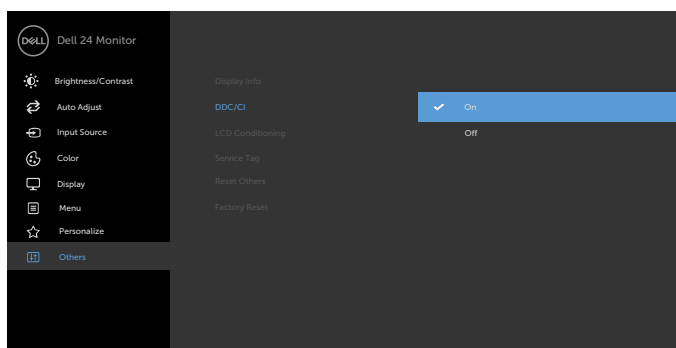 DELL Dell 24 Monitor
Brightness/Contrast
Auto Adjust
Input Source
Color
Display
Menu
Personalize
Others
Display Info
DDC/CI
LCD Conditioning
Service Tag
Reset Others
Factory Reset
On
Off